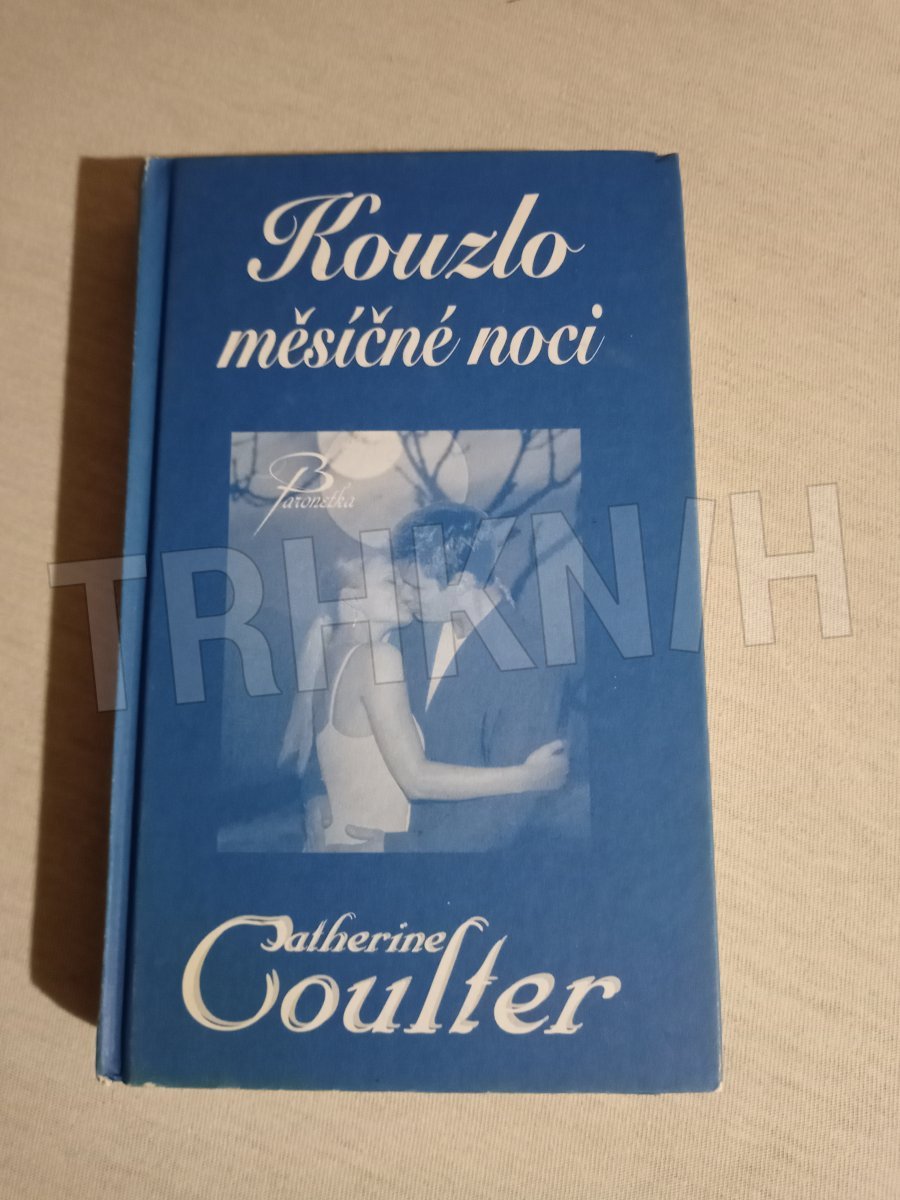 Kouzlo
měsíčné noci
Baronetka
TRHKNIH
Catherine
Coulter